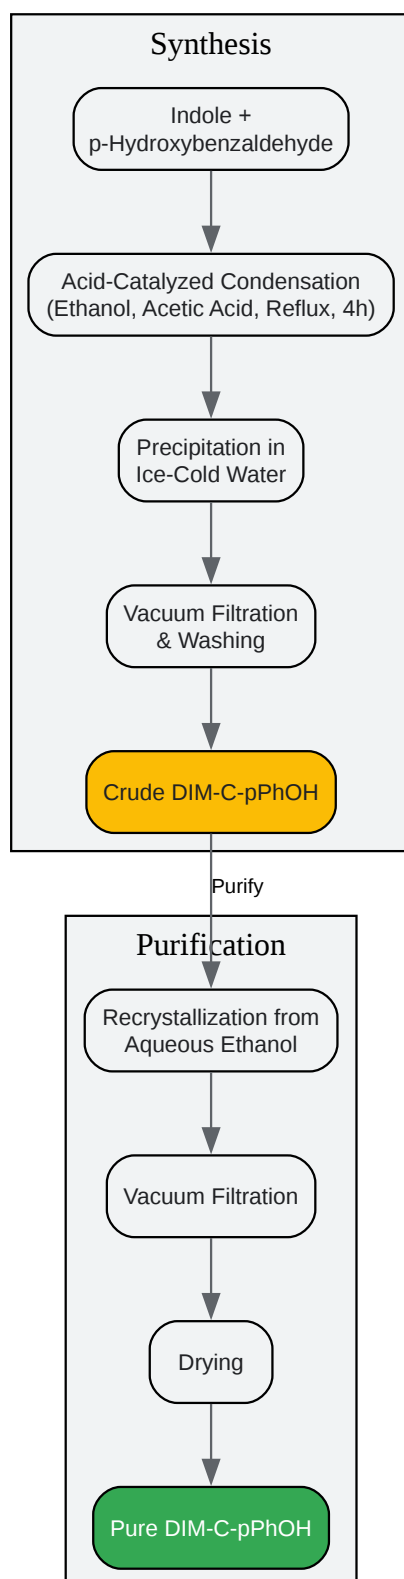 Synthesis
Indole +
p-Hydroxybenzaldehyde
Acid-Catalyzed Condensation
(Ethanol, Acetic Acid, Reflux, 4h)
Precipitation in
Ice-Cold Water
Vacuum Filtration
& Washing
Crude DIM-C-pPhOH
Purify
Purification
Recrystallization from
Aqueous Ethanol
Vacuum Filtration
Drying
Pure DIM-C-pPhOH